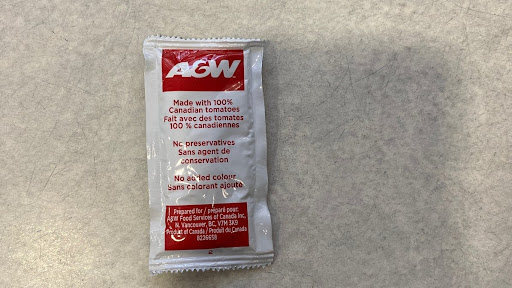 A&W
Made with 100%
Canadian tomatoes
Fait avec des tomates
100 % canadiennes
No preservatives
Sans agent de
conservation
No added colour
Sans colorant ajouté
Prepared for / préparé pour:
A&W Food Services of Canada Inc,
N. Vancouver, BC, V7M 3K9
Product of Canada / Produit du Canada
8226658